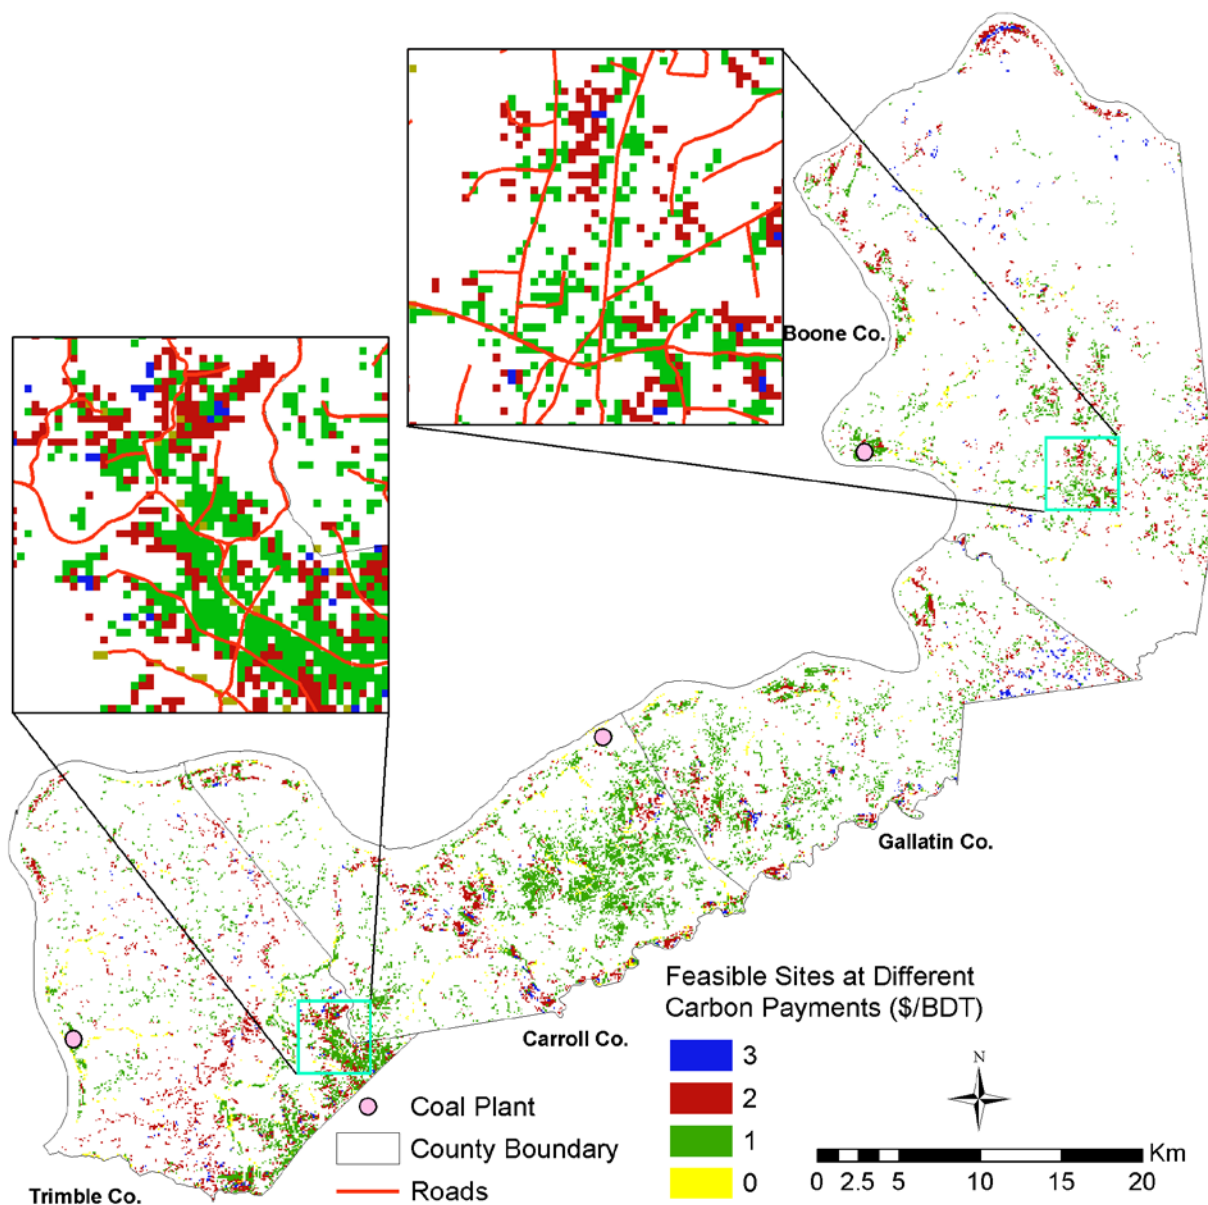 Boone Co.
Gallatin Co.
Carroll Co.
Trimble Co.
Feasible Sites at Different
Carbon Payments ($/BDT)
3
2
1
0
Coal Plant
County Boundary
Roads
N
Km
0 2.5 5 10 15 20